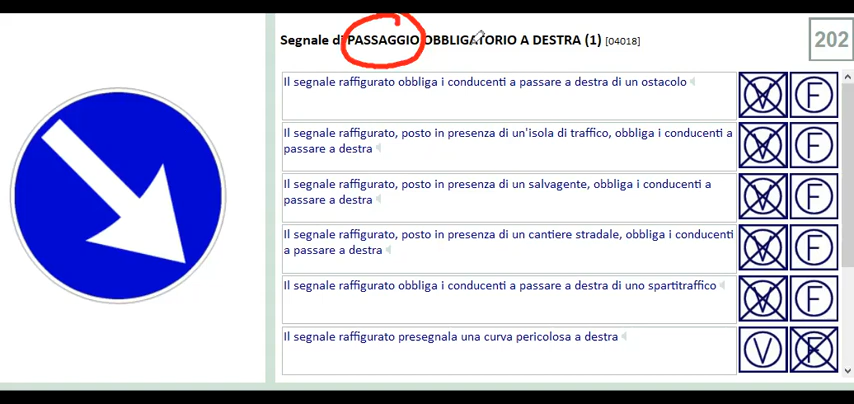 Segnale di PASSAGGIO OBBLIGATORIO A DESTRA (1) [04018]
202
Il segnale raffigurato obbliga i conducenti a passare a destra di un ostacolo
V F
Il segnale raffigurato, posto in presenza di un'isola di traffico, obbliga i conducenti a
passare a destra
V F
Il segnale raffigurato, posto in presenza di un salvagente, obbliga i conducenti a
passare a destra
V F
Il segnale raffigurato, posto in presenza di un cantiere stradale, obbliga i conducenti
a passare a destra
V F
Il segnale raffigurato obbliga i conducenti a passare a destra di uno spartitraffico
V F
Il segnale raffigurato presegnala una curva pericolosa a destra
V F